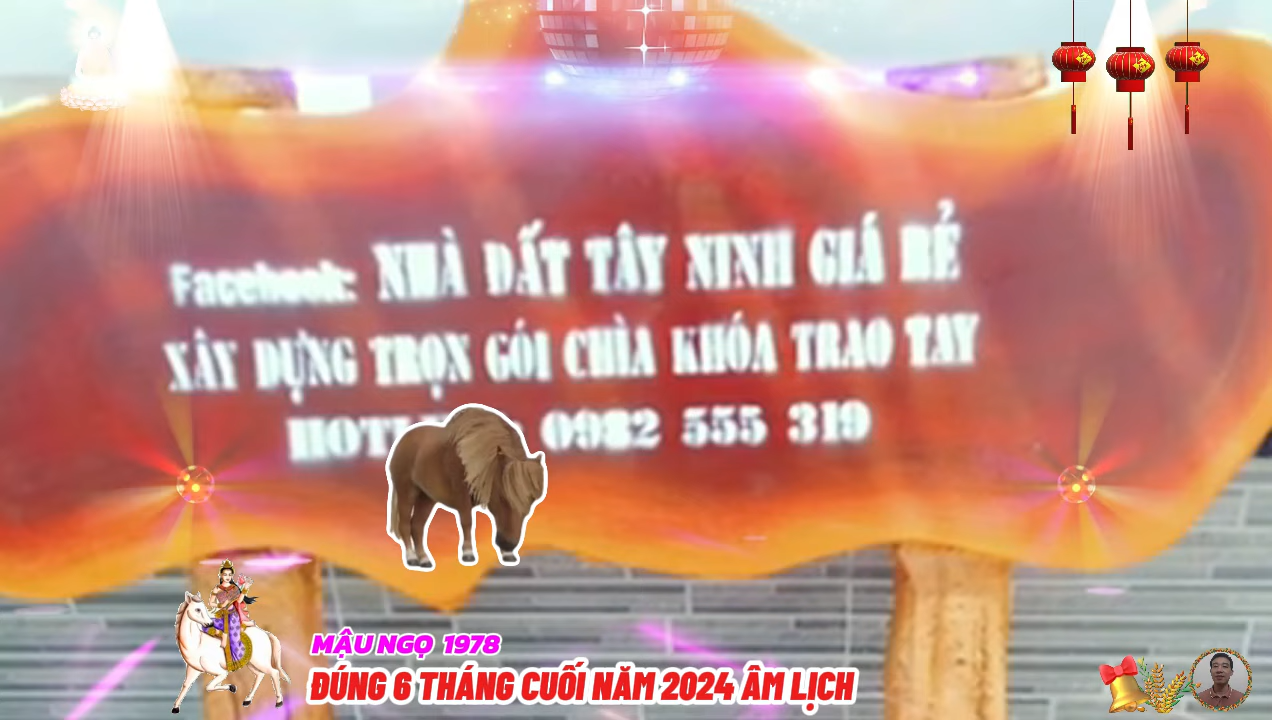 Facebook: NHÀ ĐẤT TÂY NINH GIÁ RẺ
XÂY DỰNG TRỌN GÓI CHÌA KHÓA TRAO TAY
0982 555 319
MẬU NGỌ 1978
ĐÚNG 6 THÁNG CUỐI NĂM 2024 ÂM LỊCH